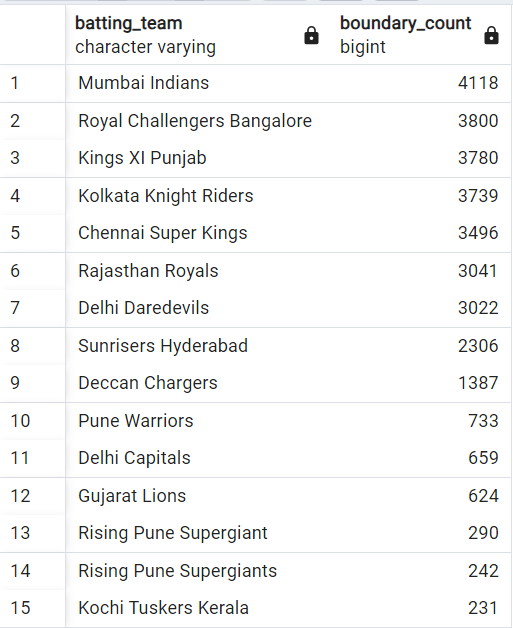 batting_team boundary_count
character varying bigint
1 Mumbai Indians 4118
2 Royal Challengers Bangalore 3800
3 Kings XI Punjab 3780
4 Kolkata Knight Riders 3739
5 Chennai Super Kings 3496
6 Rajasthan Royals 3041
7 Delhi Daredevils 3022
8 Sunrisers Hyderabad 2306
9 Deccan Chargers 1387
10 Pune Warriors 733
11 Delhi Capitals 659
12 Gujarat Lions 624
13 Rising Pune Supergiant 290
14 Rising Pune Supergiants 242
15 Kochi Tuskers Kerala 231